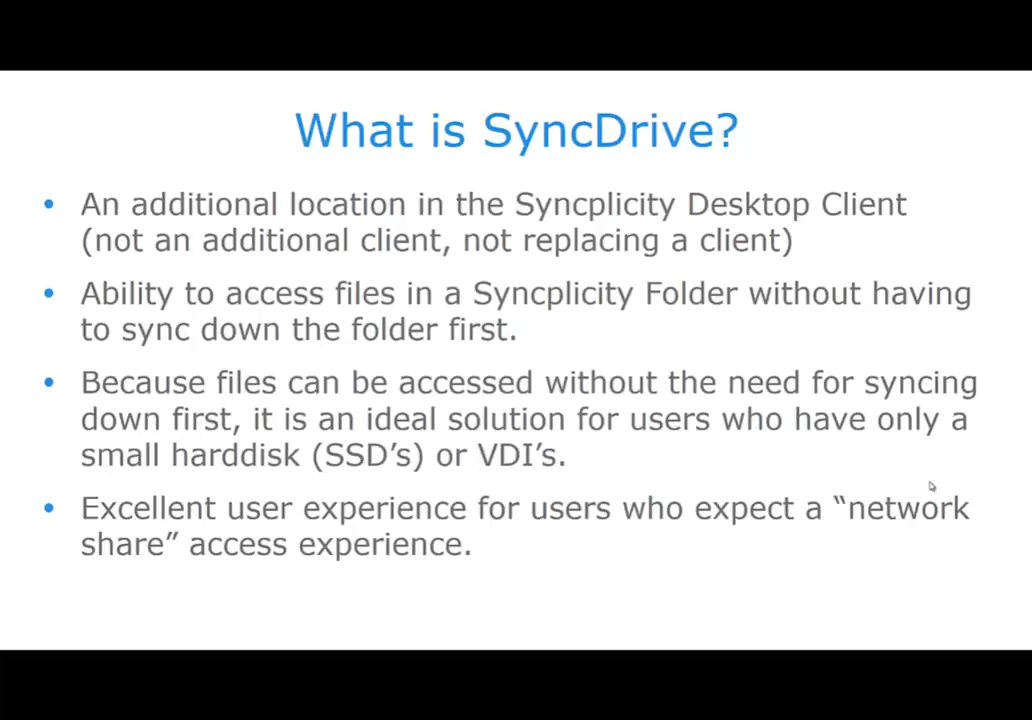 What is SyncDrive?
• An additional location in the Syncplicity Desktop Client
(not an additional client, not replacing a client)
• Ability to access files in a Syncplicity Folder without having
to sync down the folder first.
• Because files can be accessed without the need for syncing
down first, it is an ideal solution for users who have only a
small harddisk (SSD’s) or VDI’s.
• Excellent user experience for users who expect a “network
share” access experience.